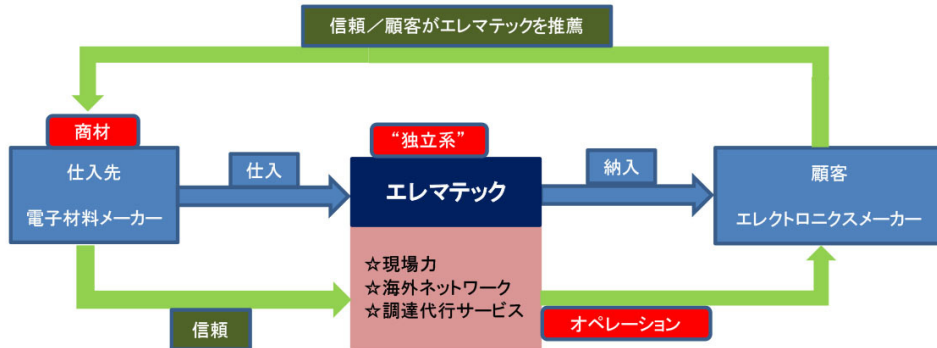 信頼／顧客がエレマテックを推薦
商材
“独立系”
仕入先
電子材料メーカー
仕入
エレマテック
納入
顧客
エレクトロニクスメーカー
☆現場力
☆海外ネットワーク
☆調達代行サービス
信頼
オペレーション